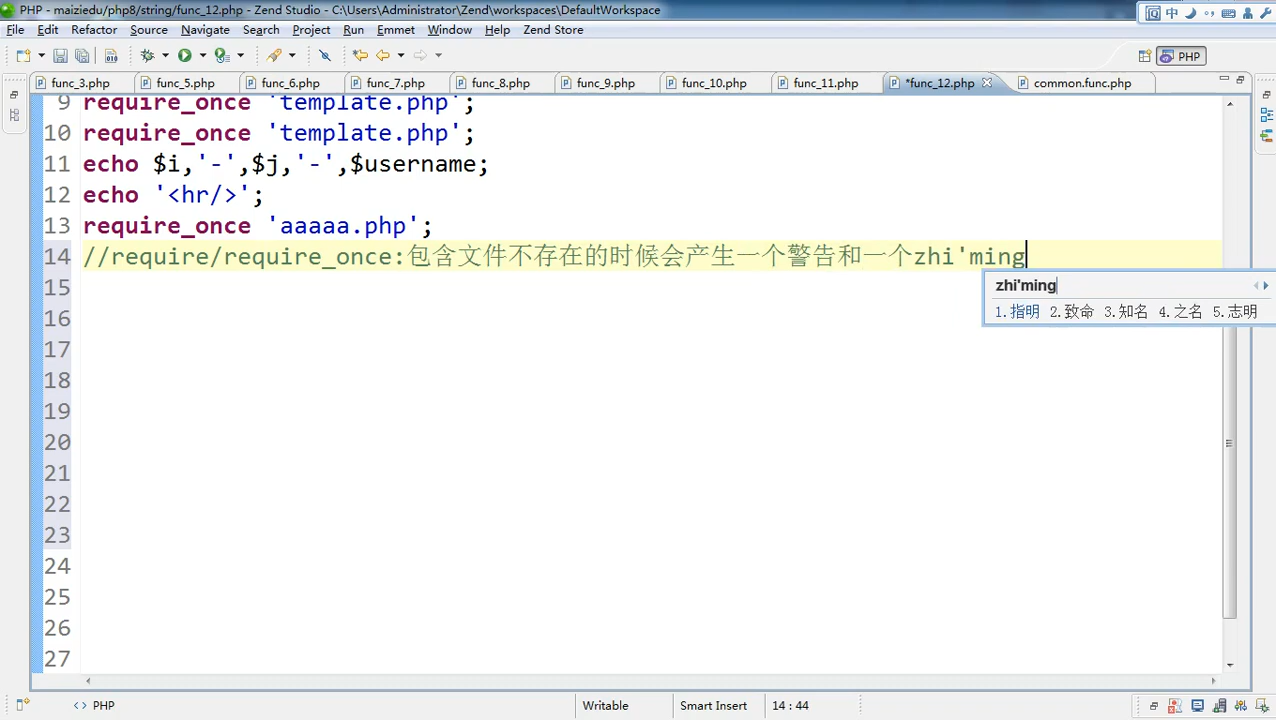 PHP - maiziedu/php8/string/func_12.php - Zend Studio - C:\Users\Administrator\Zend\workspaces\DefaultWorkspace
中
File Edit Refactor Source Navigate Search Project Run Emmet Window Help Zend Store
PHP
func_3.php func_5.php func_6.php func_7.php func_8.php func_9.php func_10.php func_11.php *func_12.php common.func.php
9 require_once 'template.php';
10 require_once 'template.php';
11 echo $i,'-',$j,'-',$username;
12 echo '<hr/>';
13 require_once 'aaaaa.php';
14 //require/require_once:包含文件不存在的时候会产生一个警告和一个zhi'ming
zhi'ming
1.指明 2.致命 3.知名 4.之名 5.志明
15
16
17
18
19
20
21
22
23
24
25
26
27
<> PHP Writable Smart Insert 14 : 44